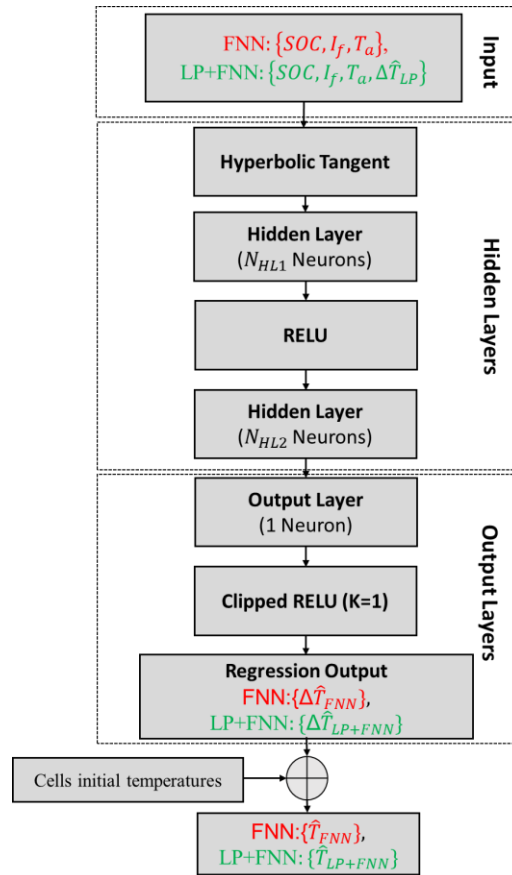 FNN: {SOC, I_f, T_a},
LP+FNN: {SOC, I_f, T_a, ΔT̂_LP}
Input
Hyperbolic Tangent
Hidden Layer
(N_HL1 Neurons)
RELU
Hidden Layer
(N_HL2 Neurons)
Hidden Layers
Output Layer
(1 Neuron)
Clipped RELU (K=1)
Regression Output
FNN:{ΔT̂_FNN},
LP+FNN: {ΔT̂_LP+FNN}
Output Layers
Cells initial temperatures
FNN:{T̂_FNN},
LP+FNN: {T̂_LP+FNN}